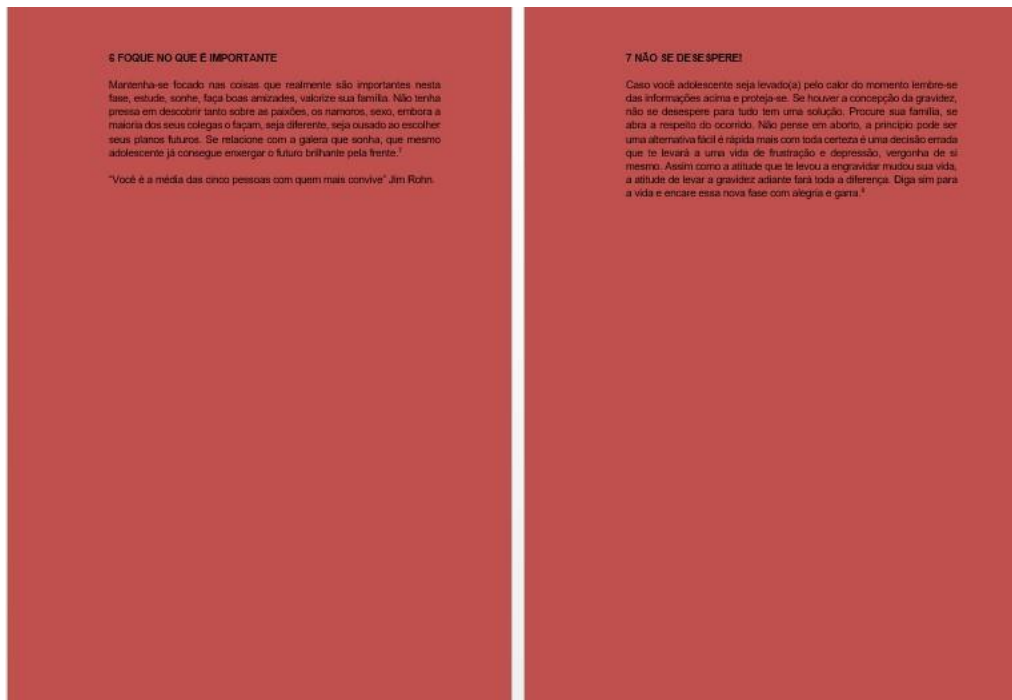 6 FOQUE NO QUE É IMPORTANTE
Mantenha-se focado nas coisas que realmente são importantes nesta
fase, estude, sonhe, faça boas amizades, valorize sua família. Não tenha
pressa em descobrir tanto sobre as paixões, os namoros, sexo, embora a
maioria dos seus colegas o façam, seja diferente, seja ousado ao escolher
seus planos futuros. Se relacione com a galera que sonha, que mesmo
adolescente já consegue enxergar o futuro brilhante pela frente.
"Você é a média das cinco pessoas com quem mais convive" Jim Rohn.
7 NÃO SE DESESPERE!
Caso você adolescente seja levado(a) pelo calor do momento lembre-se
das informações acima e proteja-se. Se houver a concepção da gravidez,
não se desespere para tudo tem uma solução. Procure sua família, se
abra a respeito do ocorrido. Não pense em aborto, a princípio pode ser
uma alternativa fácil é rápida mais com toda certeza é uma decisão errada
que te levará a uma vida de frustração e depressão, vergonha de si
mesmo. Assim como a atitude que te levou a engravidar mudou sua vida,
a atitude de levar a gravidez adiante fará toda a diferença. Diga sim para
a vida e encare essa nova fase com alegria e garra.